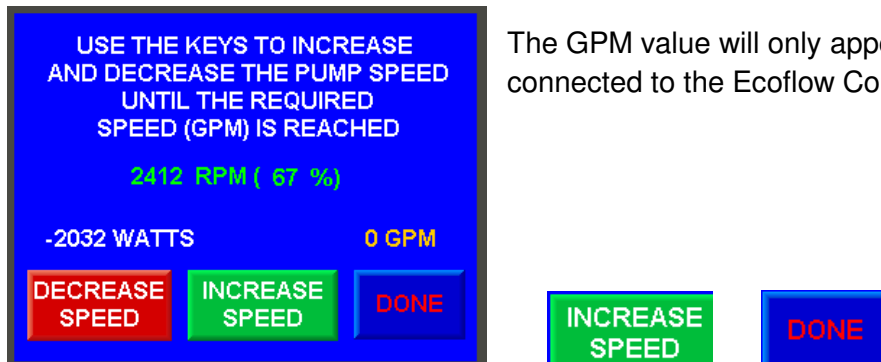 USE THE KEYS TO INCREASE
AND DECREASE THE PUMP SPEED
UNTIL THE REQUIRED
SPEED (GPM) IS REACHED
2412 RPM ( 67 %)
-2032 WATTS 0 GPM
DECREASE
SPEED
INCREASE
SPEED
DONE
The GPM value will only
connected to the Ecoflow
INCREASE
SPEED
DONE